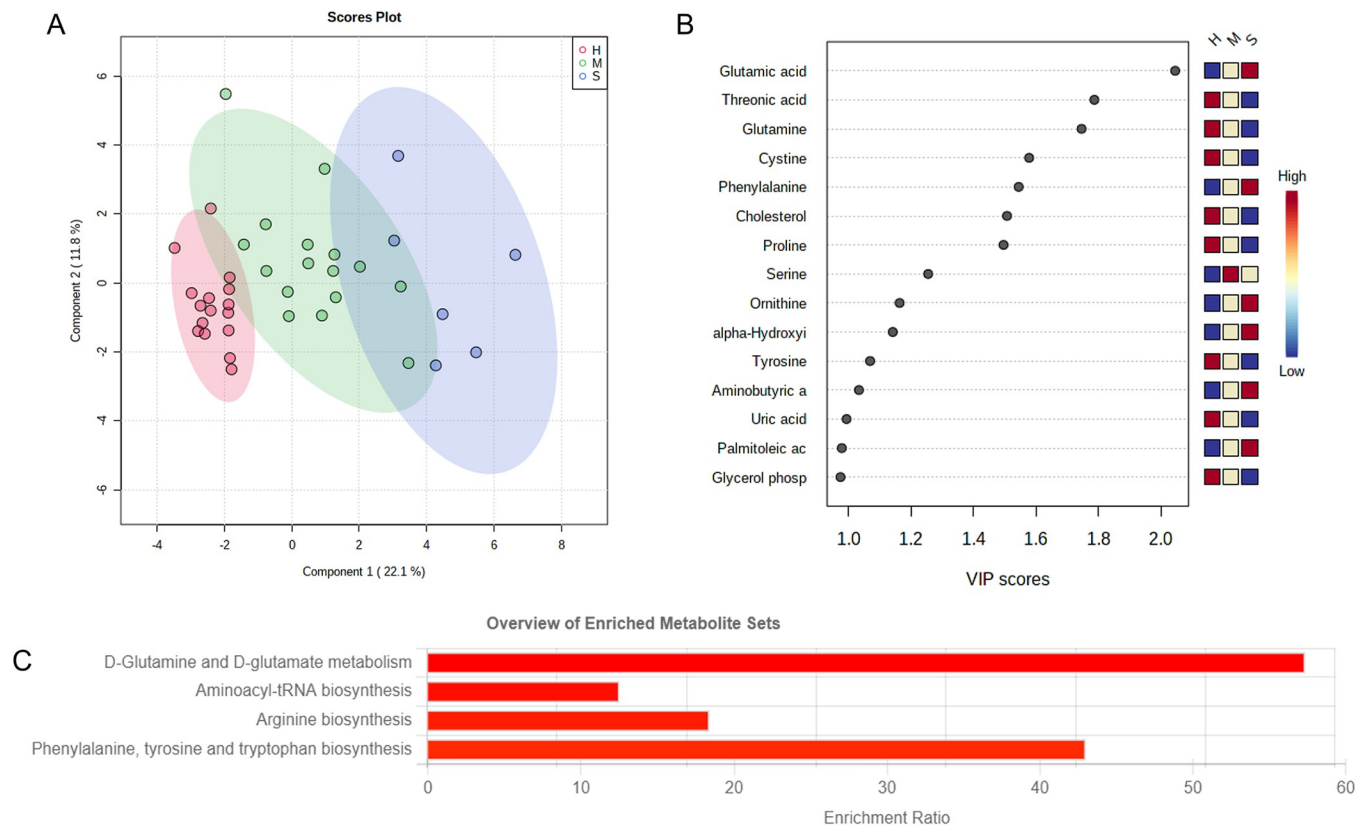 A
Scores Plot
H
M
S
Component 2 ( 11.8 %)
6
4
2
0
-2
-4
-6
-4 -2 0 2 4 6 8
Component 1 ( 22.1 %)
B
H M S
Glutamic acid
Threonic acid
Glutamine
Cystine
Phenylalanine
Cholesterol
Proline
Serine
Ornithine
alpha-Hydroxyi
Tyrosine
Aminobutyric a
Uric acid
Palmitoleic ac
Glycerol phosp
1.0 1.2 1.4 1.6 1.8 2.0
VIP scores
High
Low
C
Overview of Enriched Metabolite Sets
D-Glutamine and D-glutamate metabolism
Aminoacyl-tRNA biosynthesis
Arginine biosynthesis
Phenylalanine, tyrosine and tryptophan biosynthesis
0 10 20 30 40 50 60
Enrichment Ratio